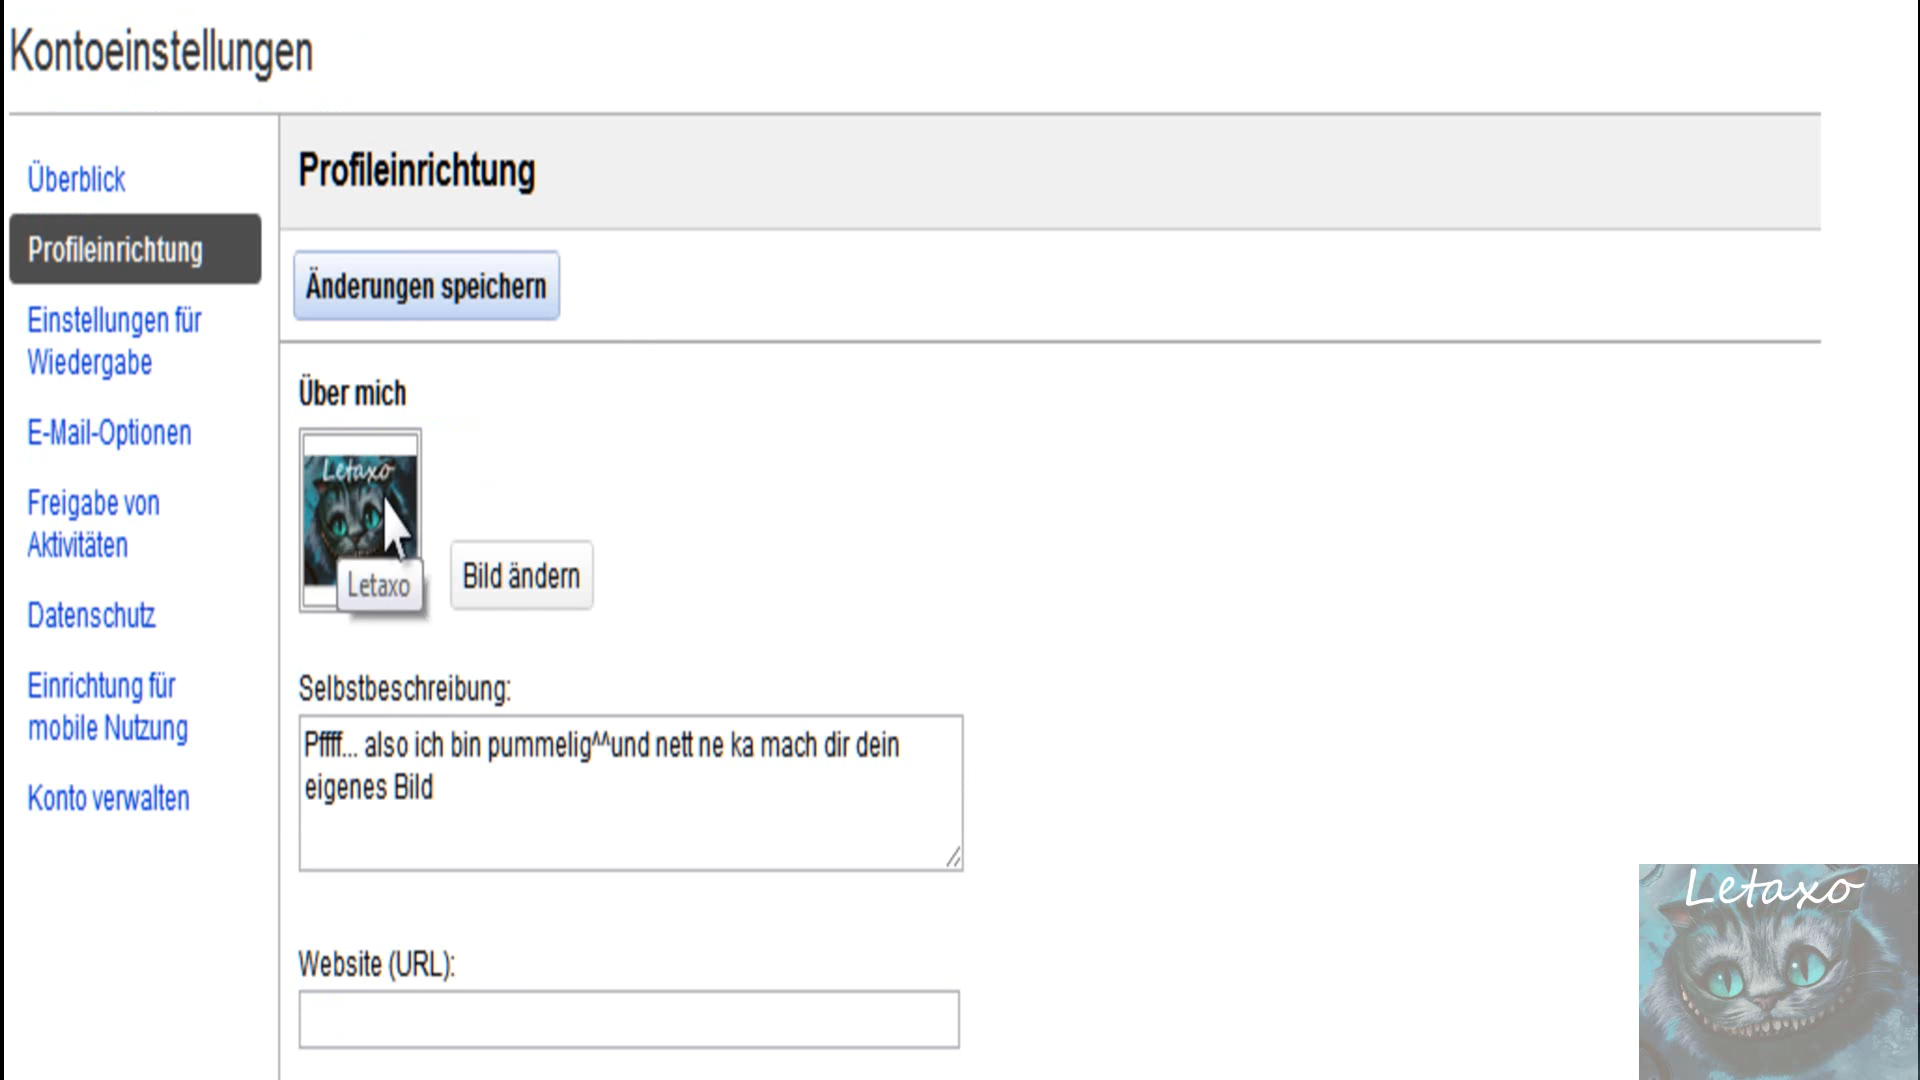 Kontoeinstellungen
Überblick
Profileinrichtung
Einstellungen für
Wiedergabe
E-Mail-Optionen
Freigabe von
Aktivitäten
Datenschutz
Einrichtung für
mobile Nutzung
Konto verwalten
Profileinrichtung
Änderungen speichern
Über mich
Letaxo
Letaxo
Bild ändern
Selbstbeschreibung:
Pffff... also ich bin pummelig^^und nett ne ka mach dir dein
eigenes Bild
Website (URL):
Letaxo